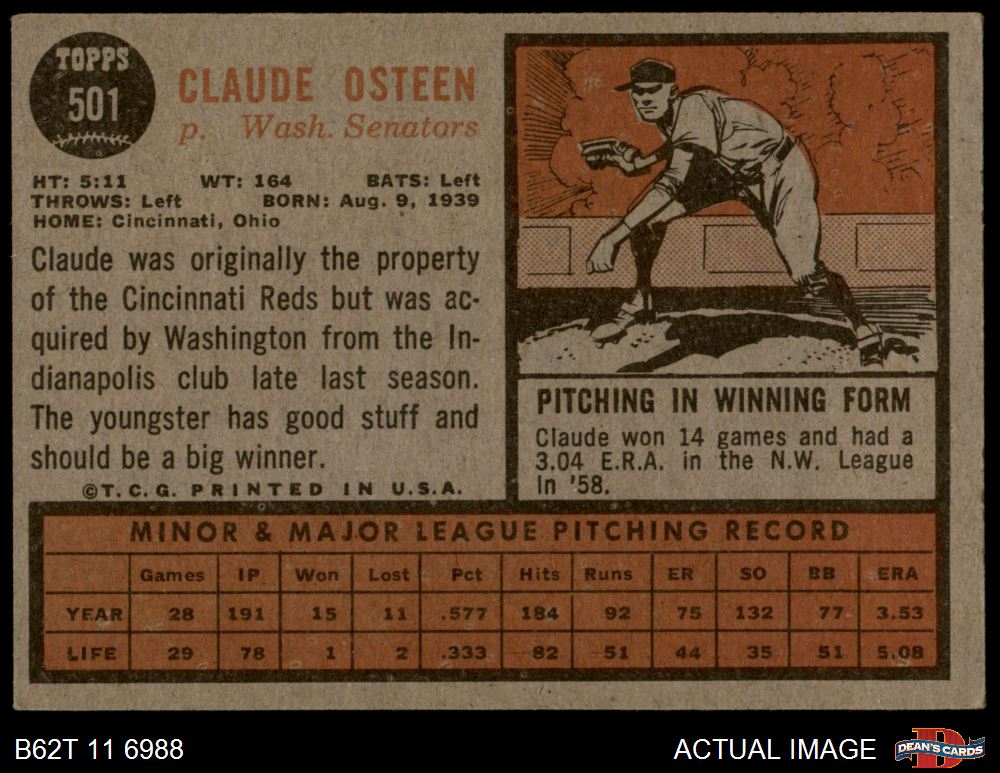 TOPPS
501
CLAUDE OSTEEN
p. Wash. Senators
HT: 5:11 WT: 164 BATS: Left
THROWS: Left BORN: Aug. 9, 1939
HOME: Cincinnati, Ohio
Claude was originally the property
of the Cincinnati Reds but was ac-
quired by Washington from the In-
dianapolis club late last season.
The youngster has good stuff and
should be a big winner.
©T.C.G. PRINTED IN U.S.A.
PITCHING IN WINNING FORM
Claude won 14 games and had a
3.04 E.R.A. in the N.W. League
in '58.
MINOR & MAJOR LEAGUE PITCHING RECORD
Games IP Won Lost Pct Hits Runs ER SO BB ERA
YEAR 28 191 15 11 .577 184 92 75 132 77 3.53
LIFE 29 78 1 2 .333 82 51 44 35 51 5.08
B62T 11 6988
ACTUAL IMAGE
D
DEAN'S CARDS